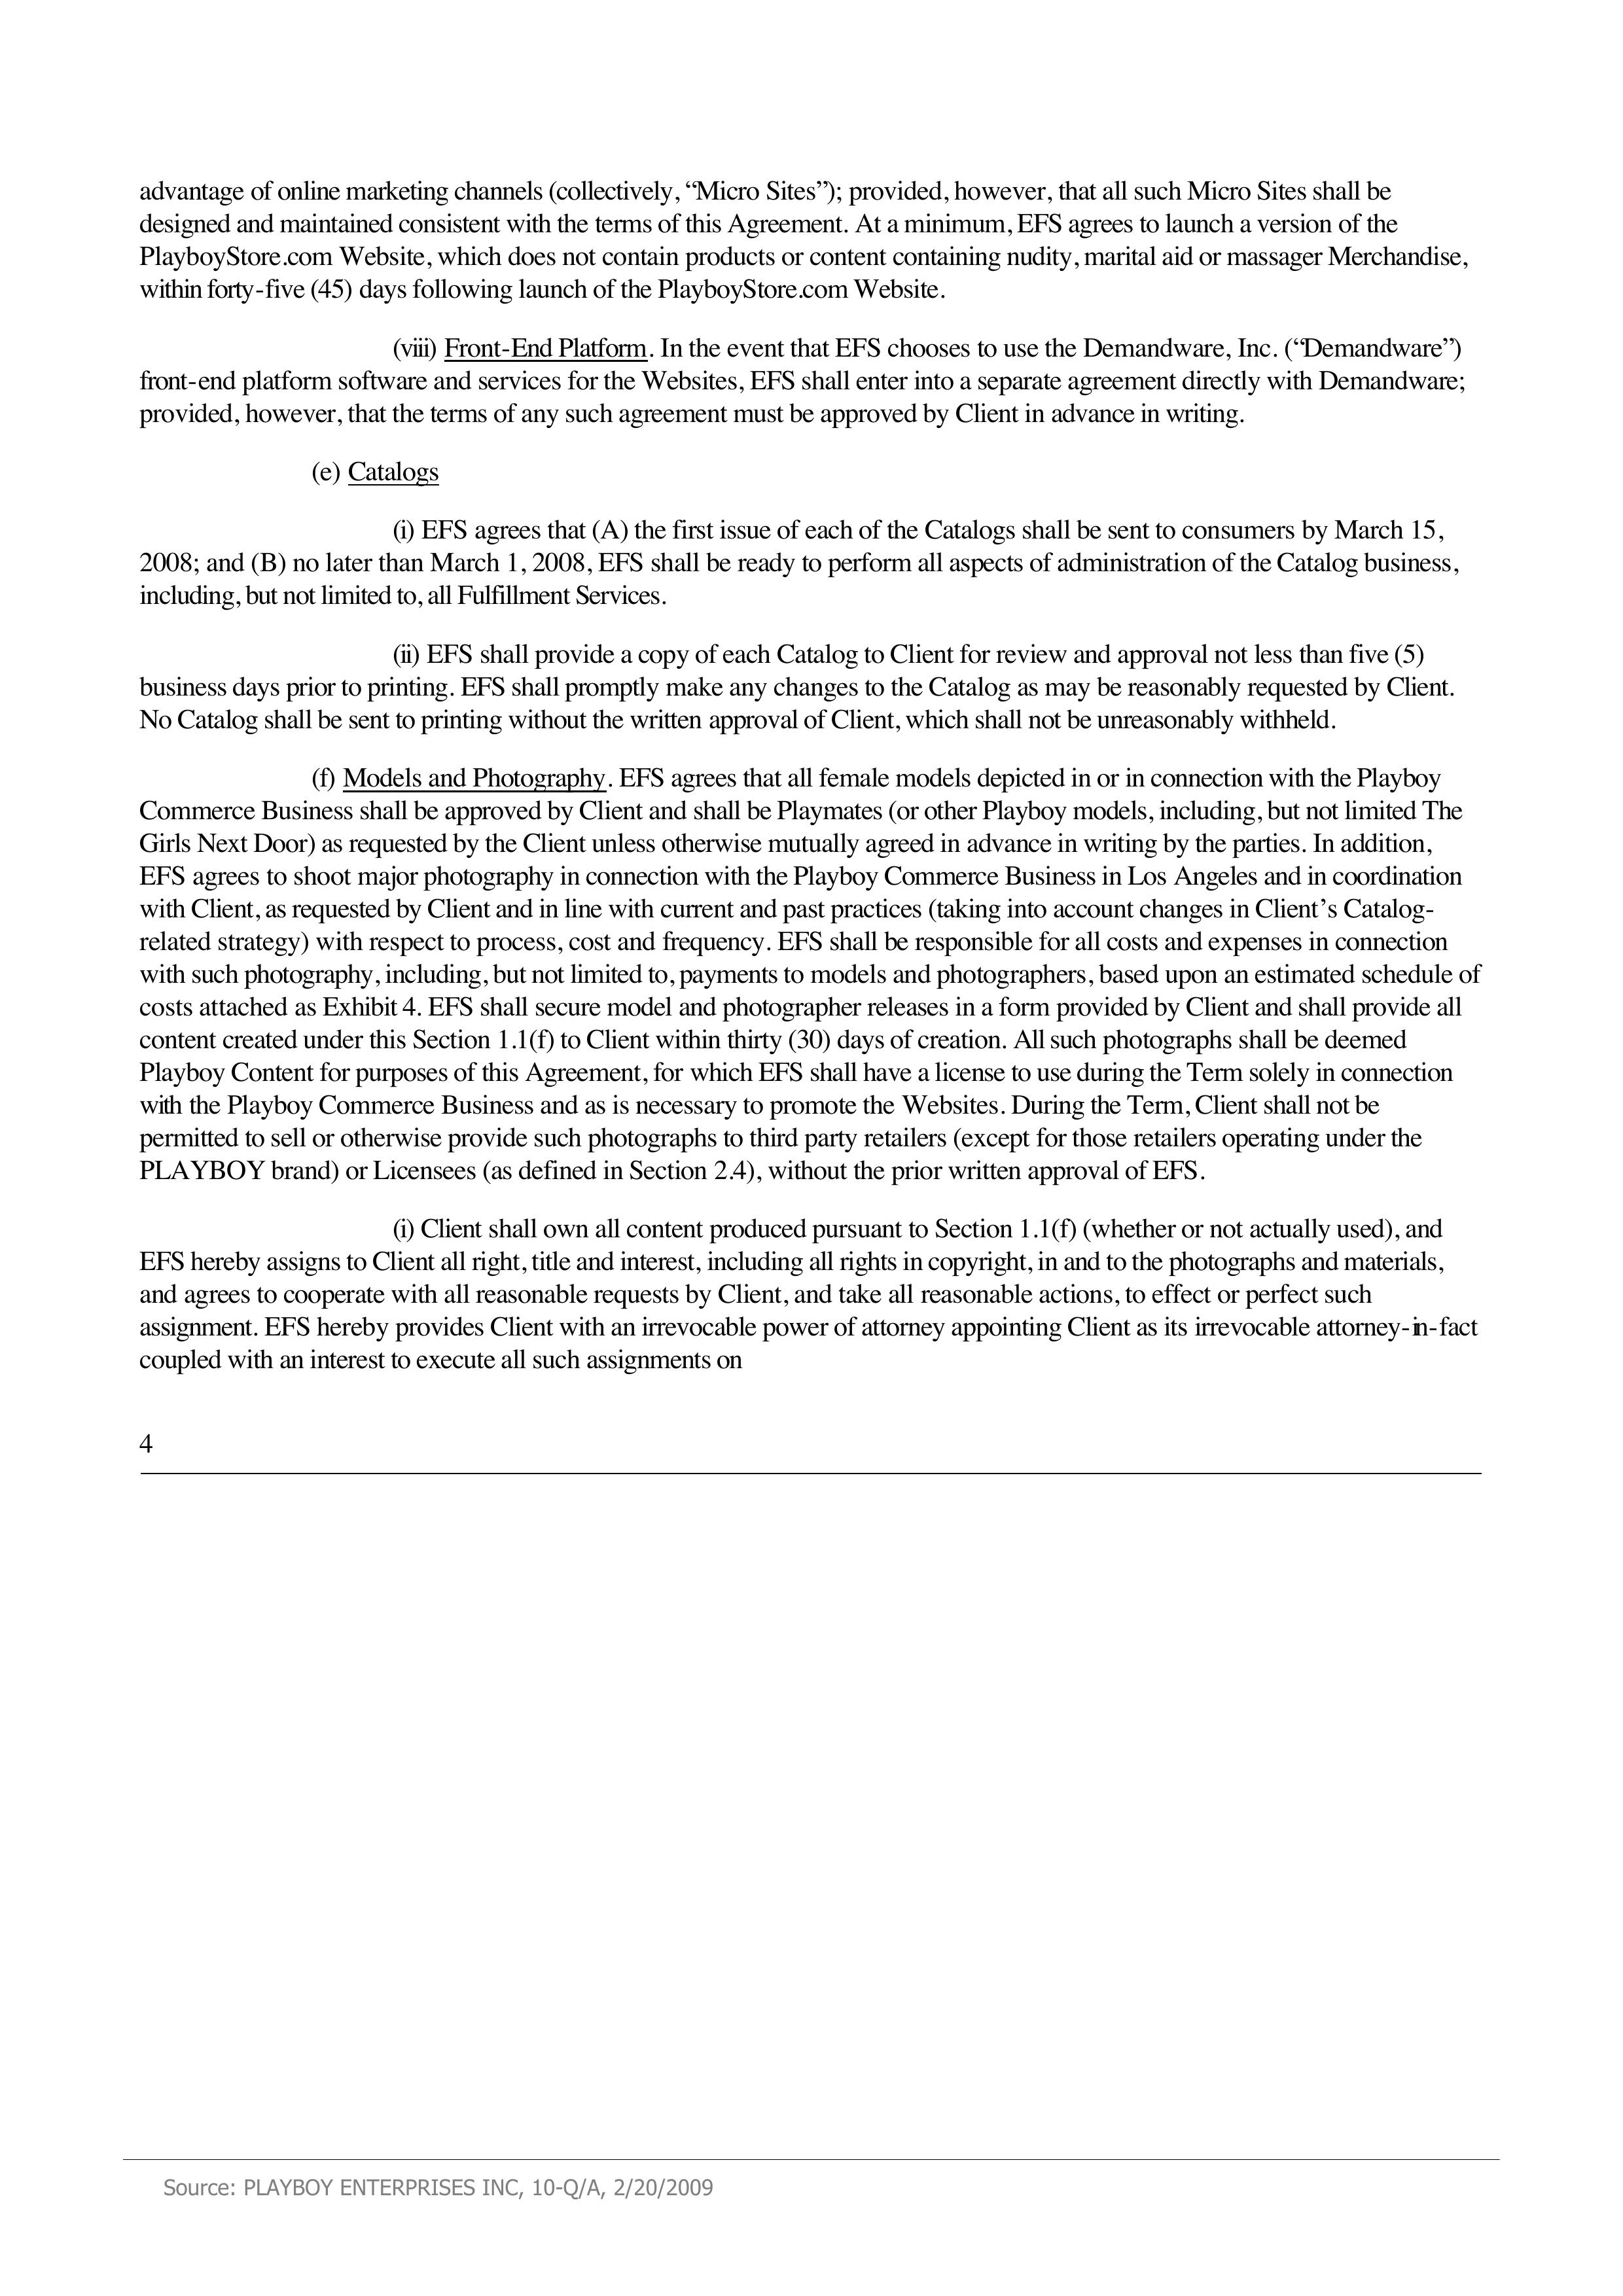 advantage of online marketing channels (collectively, “Micro Sites”); provided, however, that all such Micro Sites shall be
designed and maintained consistent with the terms of this Agreement. At a minimum, EFS agrees to launch a version of the
PlayboyStore.com Website, which does not contain products or content containing nudity, marital aid or massager Merchandise,
within forty-five (45) days following launch of the PlayboyStore.com Website.
(viii) Front-End Platform. In the event that EFS chooses to use the Demandware, Inc. (“Demandware”)
front-end platform software and services for the Websites, EFS shall enter into a separate agreement directly with Demandware;
provided, however, that the terms of any such agreement must be approved by Client in advance in writing.
(e) Catalogs
(i) EFS agrees that (A) the first issue of each of the Catalogs shall be sent to consumers by March 15,
2008; and (B) no later than March 1, 2008, EFS shall be ready to perform all aspects of administration of the Catalog business,
including, but not limited to, all Fulfillment Services.
(ii) EFS shall provide a copy of each Catalog to Client for review and approval not less than five (5)
business days prior to printing. EFS shall promptly make any changes to the Catalog as may be reasonably requested by Client.
No Catalog shall be sent to printing without the written approval of Client, which shall not be unreasonably withheld.
(f) Models and Photography. EFS agrees that all female models depicted in or in connection with the Playboy
Commerce Business shall be approved by Client and shall be Playmates (or other Playboy models, including, but not limited The
Girls Next Door) as requested by the Client unless otherwise mutually agreed in advance in writing by the parties. In addition,
EFS agrees to shoot major photography in connection with the Playboy Commerce Business in Los Angeles and in coordination
with Client, as requested by Client and in line with current and past practices (taking into account changes in Client’s Catalog-
related strategy) with respect to process, cost and frequency. EFS shall be responsible for all costs and expenses in connection
with such photography, including, but not limited to, payments to models and photographers, based upon an estimated schedule of
costs attached as Exhibit 4. EFS shall secure model and photographer releases in a form provided by Client and shall provide all
content created under this Section 1.1(f) to Client within thirty (30) days of creation. All such photographs shall be deemed
Playboy Content for purposes of this Agreement, for which EFS shall have a license to use during the Term solely in connection
with the Playboy Commerce Business and as is necessary to promote the Websites. During the Term, Client shall not be
permitted to sell or otherwise provide such photographs to third party retailers (except for those retailers operating under the
PLAYBOY brand) or Licensees (as defined in Section 2.4), without the prior written approval of EFS.
(i) Client shall own all content produced pursuant to Section 1.1(f) (whether or not actually used), and
EFS hereby assigns to Client all right, title and interest, including all rights in copyright, in and to the photographs and materials,
and agrees to cooperate with all reasonable requests by Client, and take all reasonable actions, to effect or perfect such
assignment. EFS hereby provides Client with an irrevocable power of attorney appointing Client as its irrevocable attorney-in-fact
coupled with an interest to execute all such assignments on
4
Source: PLAYBOY ENTERPRISES INC, 10-Q/A, 2/20/2009